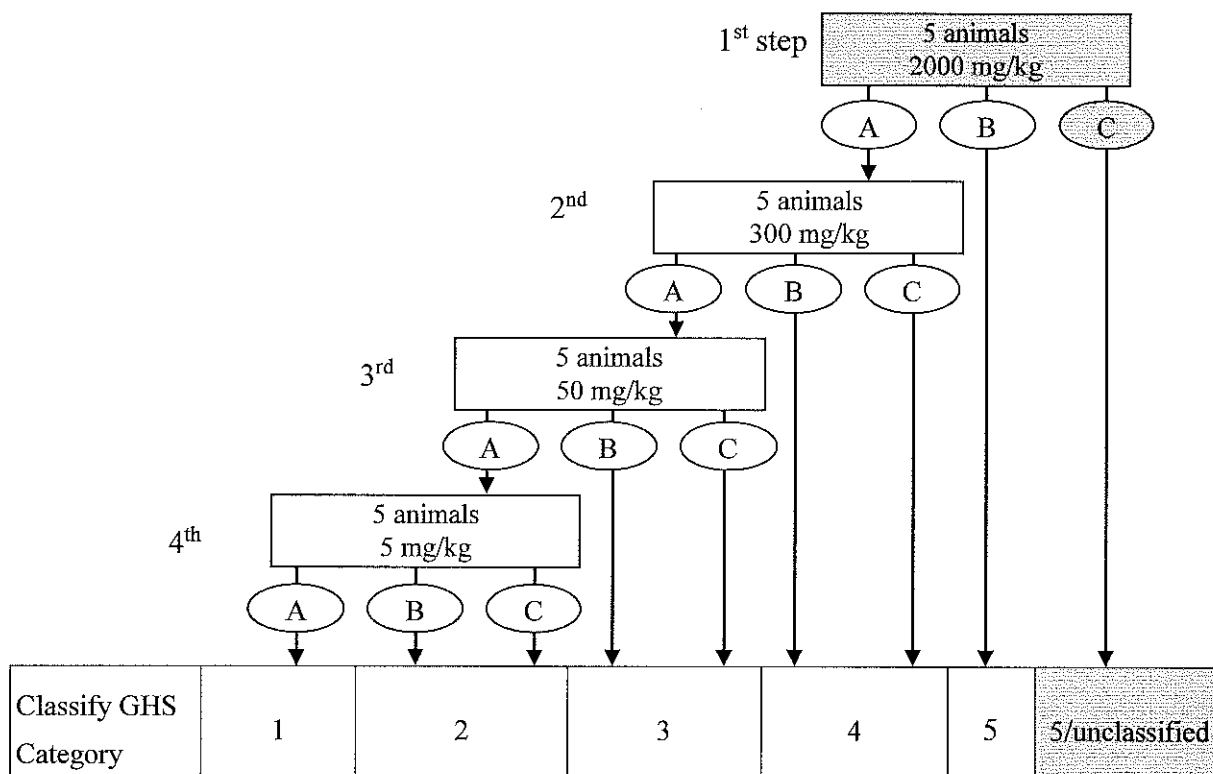 1st step
5 animals
2000 mg/kg
A
B
C
2nd
5 animals
300 mg/kg
A
B
C
3rd
5 animals
50 mg/kg
A
B
C
4th
5 animals
5 mg/kg
A
B
C
Classify GHS
Category
1
2
3
4
5
5/unclassified